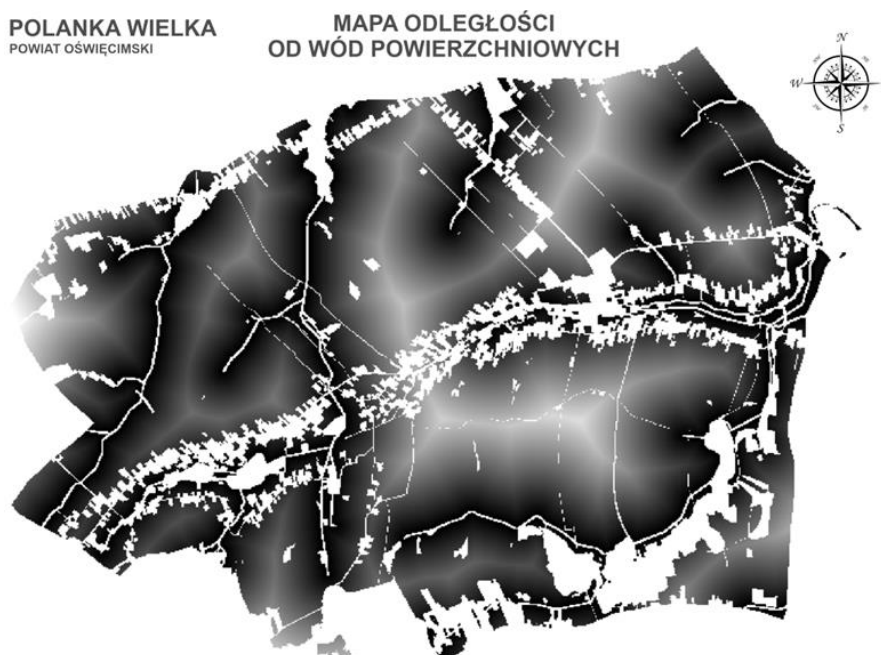 POLANKA WIELKA
POWIAT OŚWIĘCIMSKI
MAPA ODLEGŁOŚCI
OD WÓD POWIERZCHNIOWYCH
N
W
S